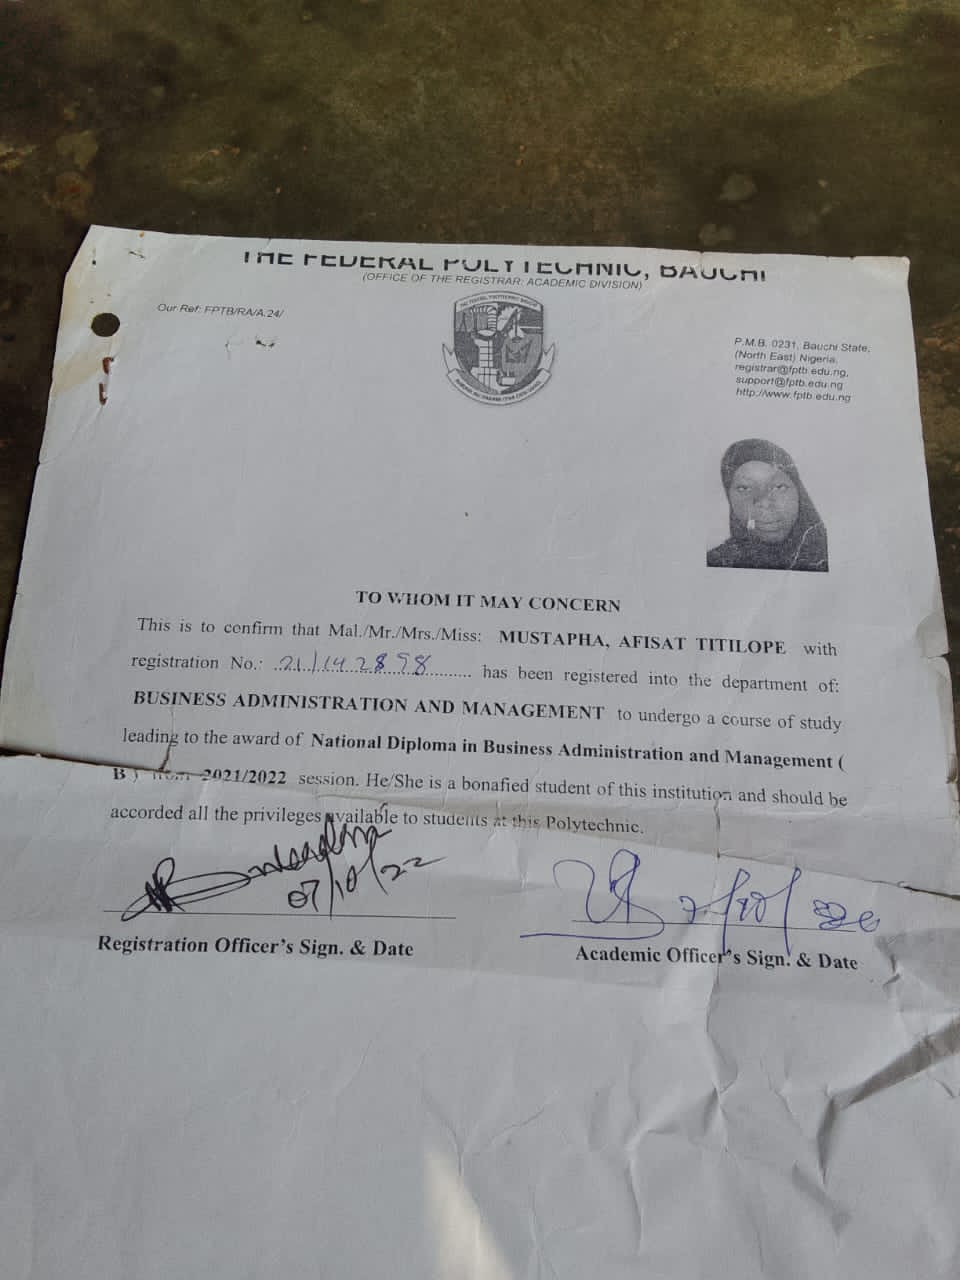 THE FEDERAL POLYTECHNIC, BAUCHI
(OFFICE OF THE REGISTRAR: ACADEMIC DIVISION)
Our Ref: FPTB/RA/A.24/
P.M.B. 0231, Bauchi State,
(North East) Nigeria.
registrar@fptb.edu.ng,
support@fptb.edu.ng
http://www.fptb.edu.ng
TO WHOM IT MAY CONCERN
This is to confirm that Mal./Mr./Mrs./Miss: MUSTAPHA, AFISAT TITILOPE with
registration No.: 21/142898 has been registered into the department of:
BUSINESS ADMINISTRATION AND MANAGEMENT to undergo a course of study
leading to the award of National Diploma in Business Administration and Management (
B ) from 2021/2022 session. He/She is a bonafied student of this institution and should be
accorded all the privileges available to students at this Polytechnic.
07/10/22
Registration Officer's Sign. & Date
Academic Officer's Sign. & Date